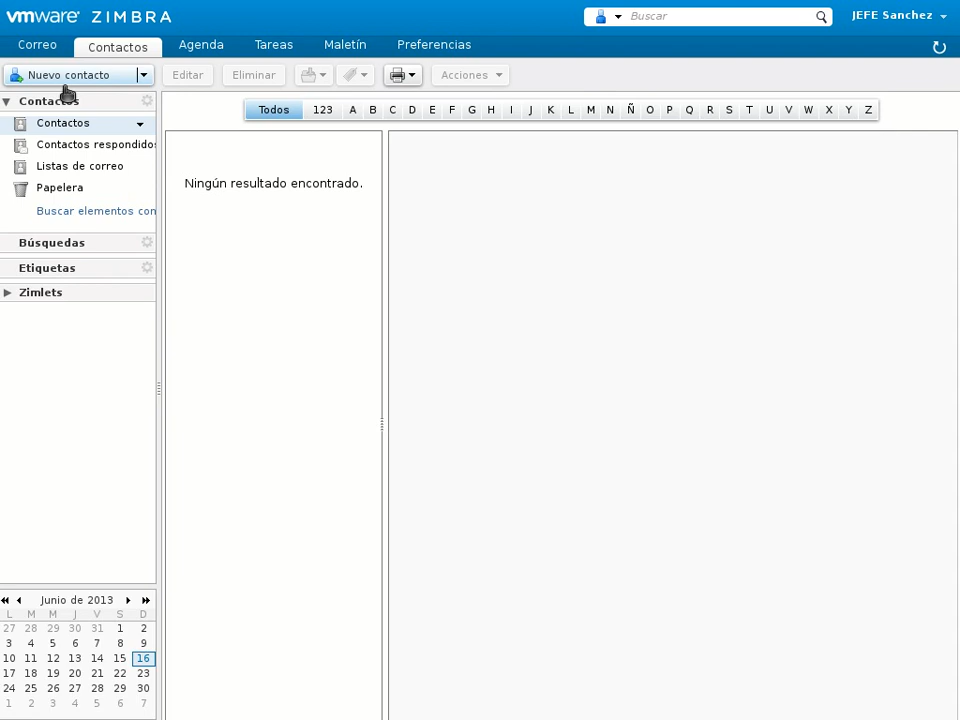 vmware ZIMBRA
Buscar
JEFE Sanchez
Correo Contactos Agenda Tareas Maletín Preferencias
Nuevo contacto Editar Eliminar Acciones
Contactos
Todos 123 A B C D E F G H I J K L M N Ñ O P Q R S T U V W X Y Z
Contactos
Contactos respondidos
Listas de correo
Papelera
Buscar elementos con
Ningún resultado encontrado.
Búsquedas
Etiquetas
Zimlets
Junio de 2013
L M M J V S D
27 28 29 30 31 1 2
3 4 5 6 7 8 9
10 11 12 13 14 15 16
17 18 19 20 21 22 23
24 25 26 27 28 29 30
1 2 3 4 5 6 7